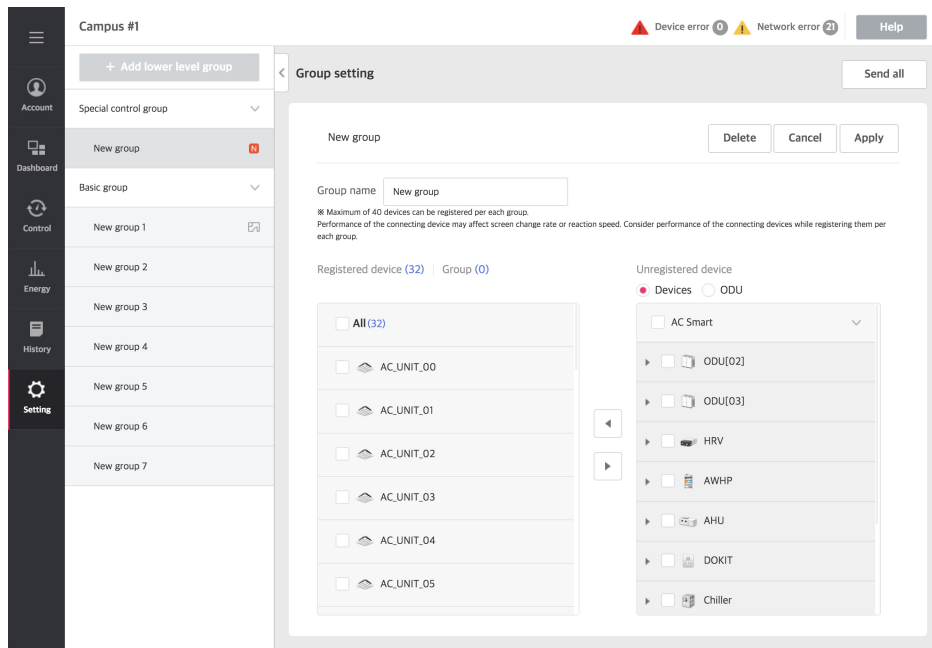 Campus #1
Device error 0
Network error 21
Help
Account
Dashboard
Control
Energy
History
Setting
+ Add lower level group
Special control group
New group N
Basic group
New group 1
New group 2
New group 3
New group 4
New group 5
New group 6
New group 7
< Group setting
Send all
New group
Delete
Cancel
Apply
Group name New group
※ Maximum of 40 devices can be registered per each group.
Performance of the connecting device may affect screen change rate or reaction speed. Consider performance of the connecting devices while registering them per
each group.
Registered device (32) | Group (0)
All (32)
AC_UNIT_00
AC_UNIT_01
AC_UNIT_02
AC_UNIT_03
AC_UNIT_04
AC_UNIT_05
Unregistered device
Devices ODU
AC Smart
ODU[02]
ODU[03]
HRV
AWHP
AHU
DOKIT
Chiller